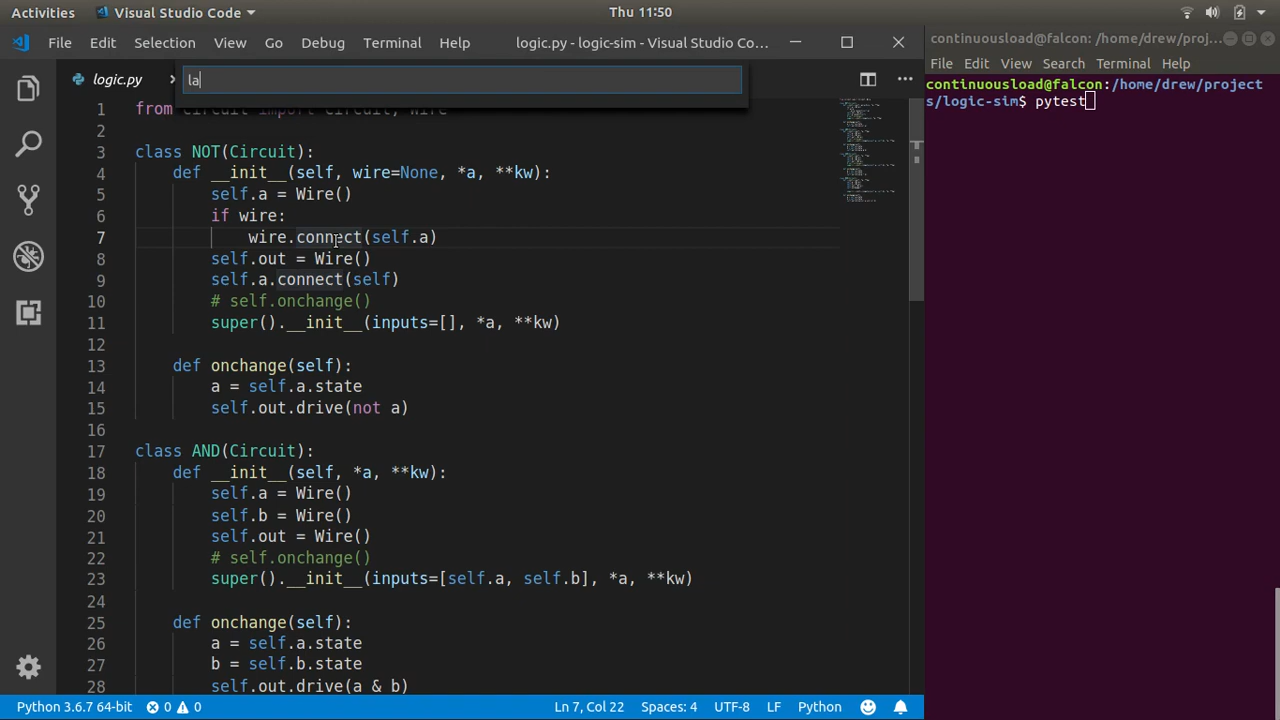 Activities
Visual Studio Code
Thu 11:50
File Edit Selection View Go Debug Terminal Help
logic.py - logic-sim - Visual Studio Co...
logic.py
la
1 from circuit import Circuit, Wire
2
3 class NOT(Circuit):
4 def __init__(self, wire=None, *a, **kw):
5 self.a = Wire()
6 if wire:
7 wire.connect(self.a)
8 self.out = Wire()
9 self.a.connect(self)
10 # self.onchange()
11 super().__init__(inputs=[], *a, **kw)
12
13 def onchange(self):
14 a = self.a.state
15 self.out.drive(not a)
16
17 class AND(Circuit):
18 def __init__(self, *a, **kw):
19 self.a = Wire()
20 self.b = Wire()
21 self.out = Wire()
22 # self.onchange()
23 super().__init__(inputs=[self.a, self.b], *a, **kw)
24
25 def onchange(self):
26 a = self.a.state
27 b = self.b.state
28 self.out.drive(a & b)
Python 3.6.7 64-bit 0 0 Ln 7, Col 22 Spaces: 4 UTF-8 LF Python
continuousload@falcon: /home/drew/proj...
File Edit View Search Terminal Help
continuousload@falcon:/home/drew/project
s/logic-sim$ pytest